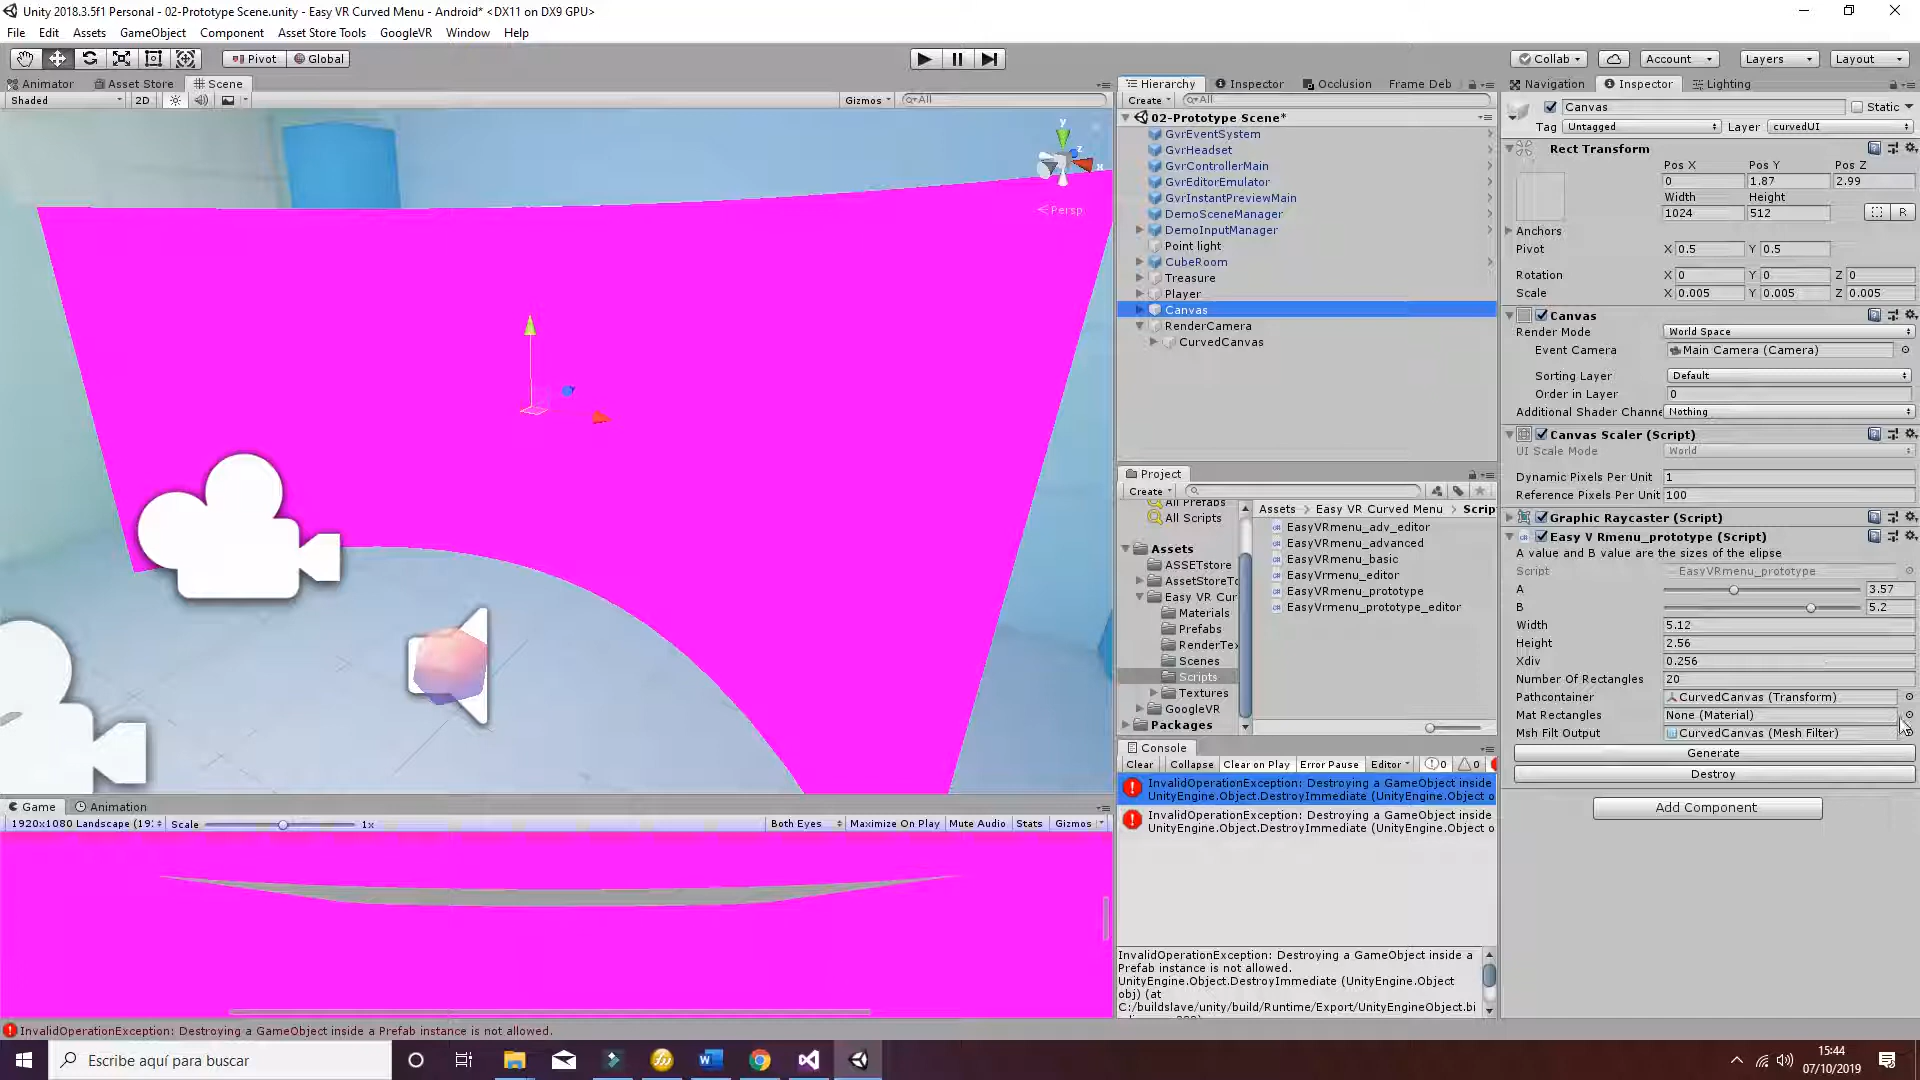 Unity 2018.3.5f1 Personal - 02-Prototype Scene.unity - Easy VR Curved Menu - Android* <DX11 on DX9 GPU>
File Edit Assets GameObject Component Asset Store Tools GoogleVR Window Help
Pivot Global Collab Account Layers Layout
Animator Asset Store Scene
Shaded 2D Gizmos All
y
z
x
Persp
Game Animation
1920x1080 Landscape (19: Scale 1x Both Eyes Maximize On Play Mute Audio Stats Gizmos
Hierarchy Inspector Occlusion Frame Deb
Create All
02-Prototype Scene*
GvrEventSystem
GvrHeadset
GvrControllerMain
GvrEditorEmulator
GvrInstantPreviewMain
DemoSceneManager
DemoInputManager
Point light
CubeRoom
Treasure
Player
Canvas
RenderCamera
CurvedCanvas
Project
Create
All Prefabs
All Scripts
Assets
ASSETstore
AssetStoreTo
Easy VR Cur
Materials
Prefabs
RenderTex
Scenes
Scripts
Textures
GoogleVR
Packages
Assets Easy VR Curved Menu Scrip
EasyVRmenu_adv_editor
EasyVRmenu_advanced
EasyVRmenu_basic
EasyVrmenu_editor
EasyVRmenu_prototype
EasyVrmenu_prototype_editor
Console
Clear Collapse Clear on Play Error Pause Editor 0 0
InvalidOperationException: Destroying a GameObject inside
UnityEngine.Object.DestroyImmediate (UnityEngine.Object o
InvalidOperationException: Destroying a GameObject inside
UnityEngine.Object.DestroyImmediate (UnityEngine.Object o
InvalidOperationException: Destroying a GameObject inside a
Prefab instance is not allowed.
UnityEngine.Object.DestroyImmediate (UnityEngine.Object
obj) (at
C:/buildslave/unity/build/Runtime/Export/UnityEngineObject.bi
Navigation Inspector Lighting
Canvas Static
Tag Untagged Layer curvedUI
Rect Transform
Pos X Pos Y Pos Z
0 1.87 2.99
Width Height
1024 512 R
Anchors
Pivot X 0.5 Y 0.5
Rotation X 0 Y 0 Z 0
Scale X 0.005 Y 0.005 Z 0.005
Canvas
Render Mode World Space
Event Camera Main Camera (Camera)
Sorting Layer Default
Order in Layer 0
Additional Shader Channe Nothing
Canvas Scaler (Script)
UI Scale Mode World
Dynamic Pixels Per Unit 1
Reference Pixels Per Unit 100
Graphic Raycaster (Script)
Easy V Rmenu_prototype (Script)
A value and B value are the sizes of the elipse
Script EasyVRmenu_prototype
A 3.57
B 5.2
Width 5.12
Height 2.56
Xdiv 0.256
Number Of Rectangles 20
Pathcontainer CurvedCanvas (Transform)
Mat Rectangles None (Material)
Msh Filt Output CurvedCanvas (Mesh Filter)
Generate
Destroy
Add Component
InvalidOperationException: Destroying a GameObject inside a Prefab instance is not allowed.
Escribe aquí para buscar
15:44
07/10/2019